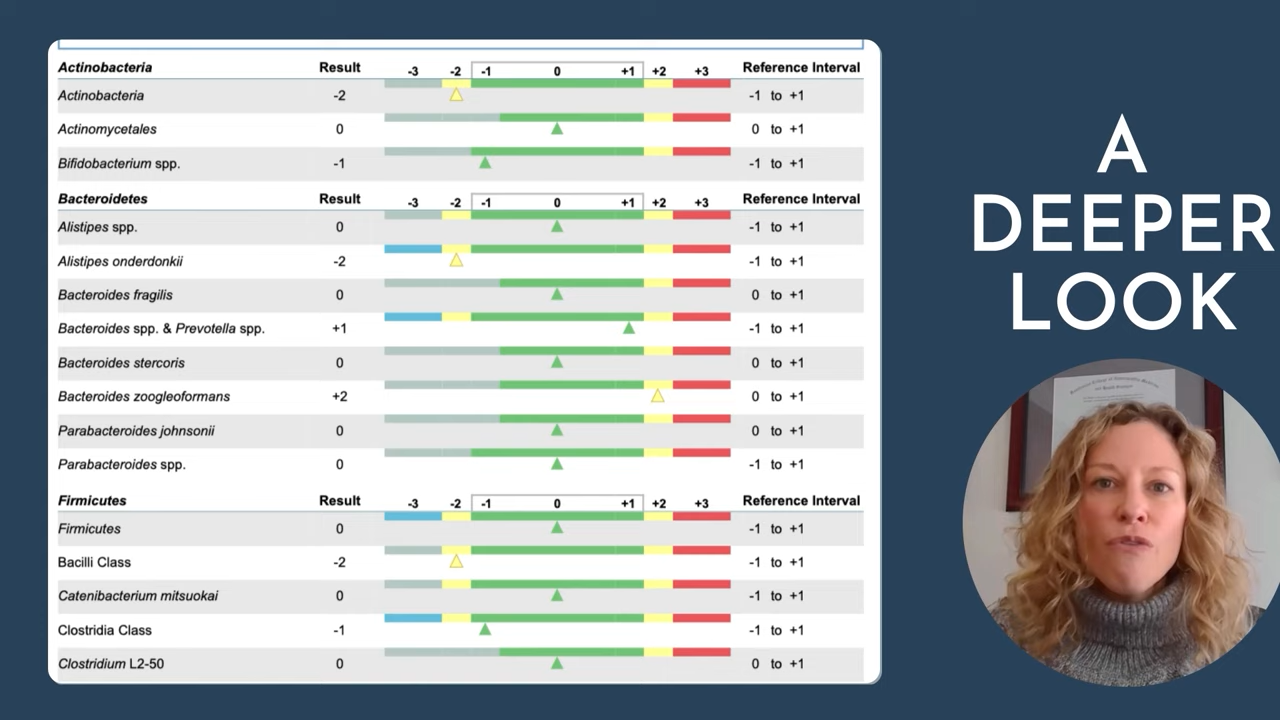 Actinobacteria Result -3 -2 -1 0 +1 +2 +3 Reference Interval
Actinobacteria -2 -1 to +1
Actinomycetales 0 0 to +1
Bifidobacterium spp. -1 -1 to +1
Bacteroidetes Result -3 -2 -1 0 +1 +2 +3 Reference Interval
Alistipes spp. 0 -1 to +1
Alistipes onderdonkii -2 -1 to +1
Bacteroides fragilis 0 0 to +1
Bacteroides spp. & Prevotella spp. +1 -1 to +1
Bacteroides stercoris 0 0 to +1
Bacteroides zoogleoformans +2 0 to +1
Parabacteroides johnsonii 0 0 to +1
Parabacteroides spp. 0 -1 to +1
Firmicutes Result -3 -2 -1 0 +1 +2 +3 Reference Interval
Firmicutes 0 -1 to +1
Bacilli Class -2 -1 to +1
Catenibacterium mitsuokai 0 -1 to +1
Clostridia Class -1 -1 to +1
Clostridium L2-50 0 0 to +1
A
DEEPER
LOOK